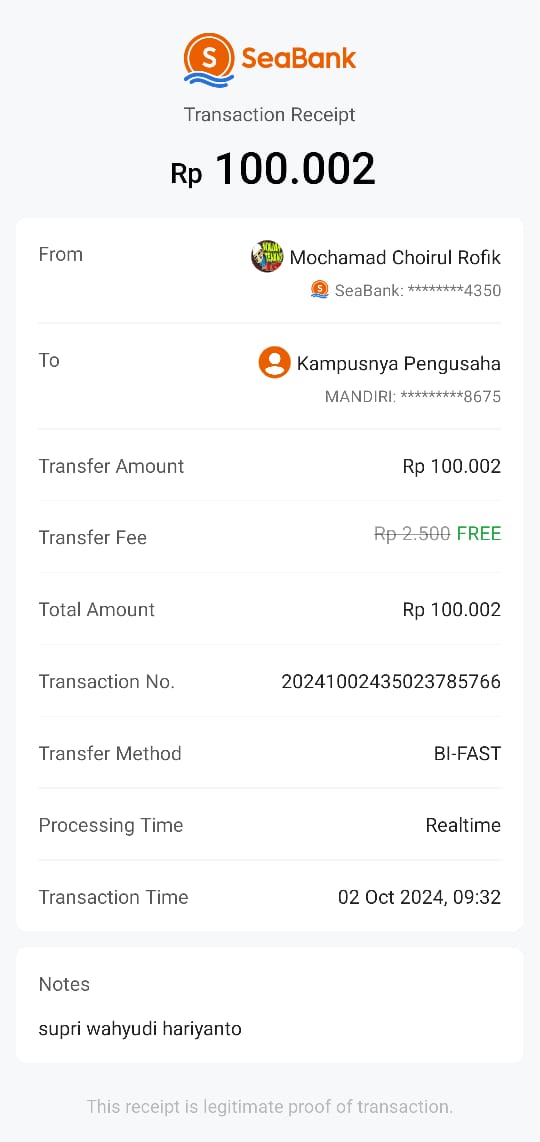 SeaBank
Transaction Receipt
Rp 100.002
From
Mochamad Choirul Rofik
SeaBank: ********4350
To
Kampusnya Pengusaha
MANDIRI: *********8675
Transfer Amount Rp 100.002
Transfer Fee Rp 2.500 FREE
Total Amount Rp 100.002
Transaction No. 20241002435023785766
Transfer Method BI-FAST
Processing Time Realtime
Transaction Time 02 Oct 2024, 09:32
Notes
supri wahyudi hariyanto
This receipt is legitimate proof of transaction.